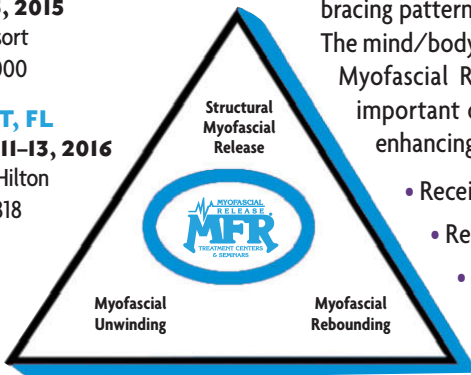 , 2015
sort
000
T, FL
11–13, 2016
Hilton
318
bracing pattern
The mind/body
Myofascial R
important c
enhancing
• Recei
• Re
•
Structural
Myofascial
Release
MYOFASCIAL
RELEASE®
MFR
TREATMENT CENTERS
& SEMINARS
Myofascial
Unwinding
Myofascial
Rebounding